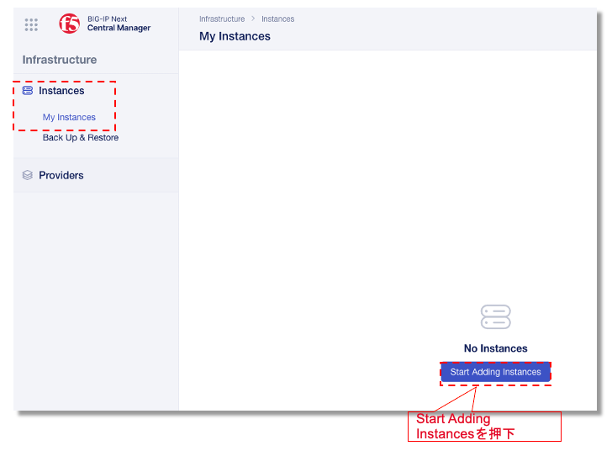 f5
BIG-IP Next
Central Manager
Infrastructure > Instances
My Instances
Infrastructure
Instances
My Instances
Back Up & Restore
Providers
No Instances
Start Adding Instances
Start Adding
Instancesを押下